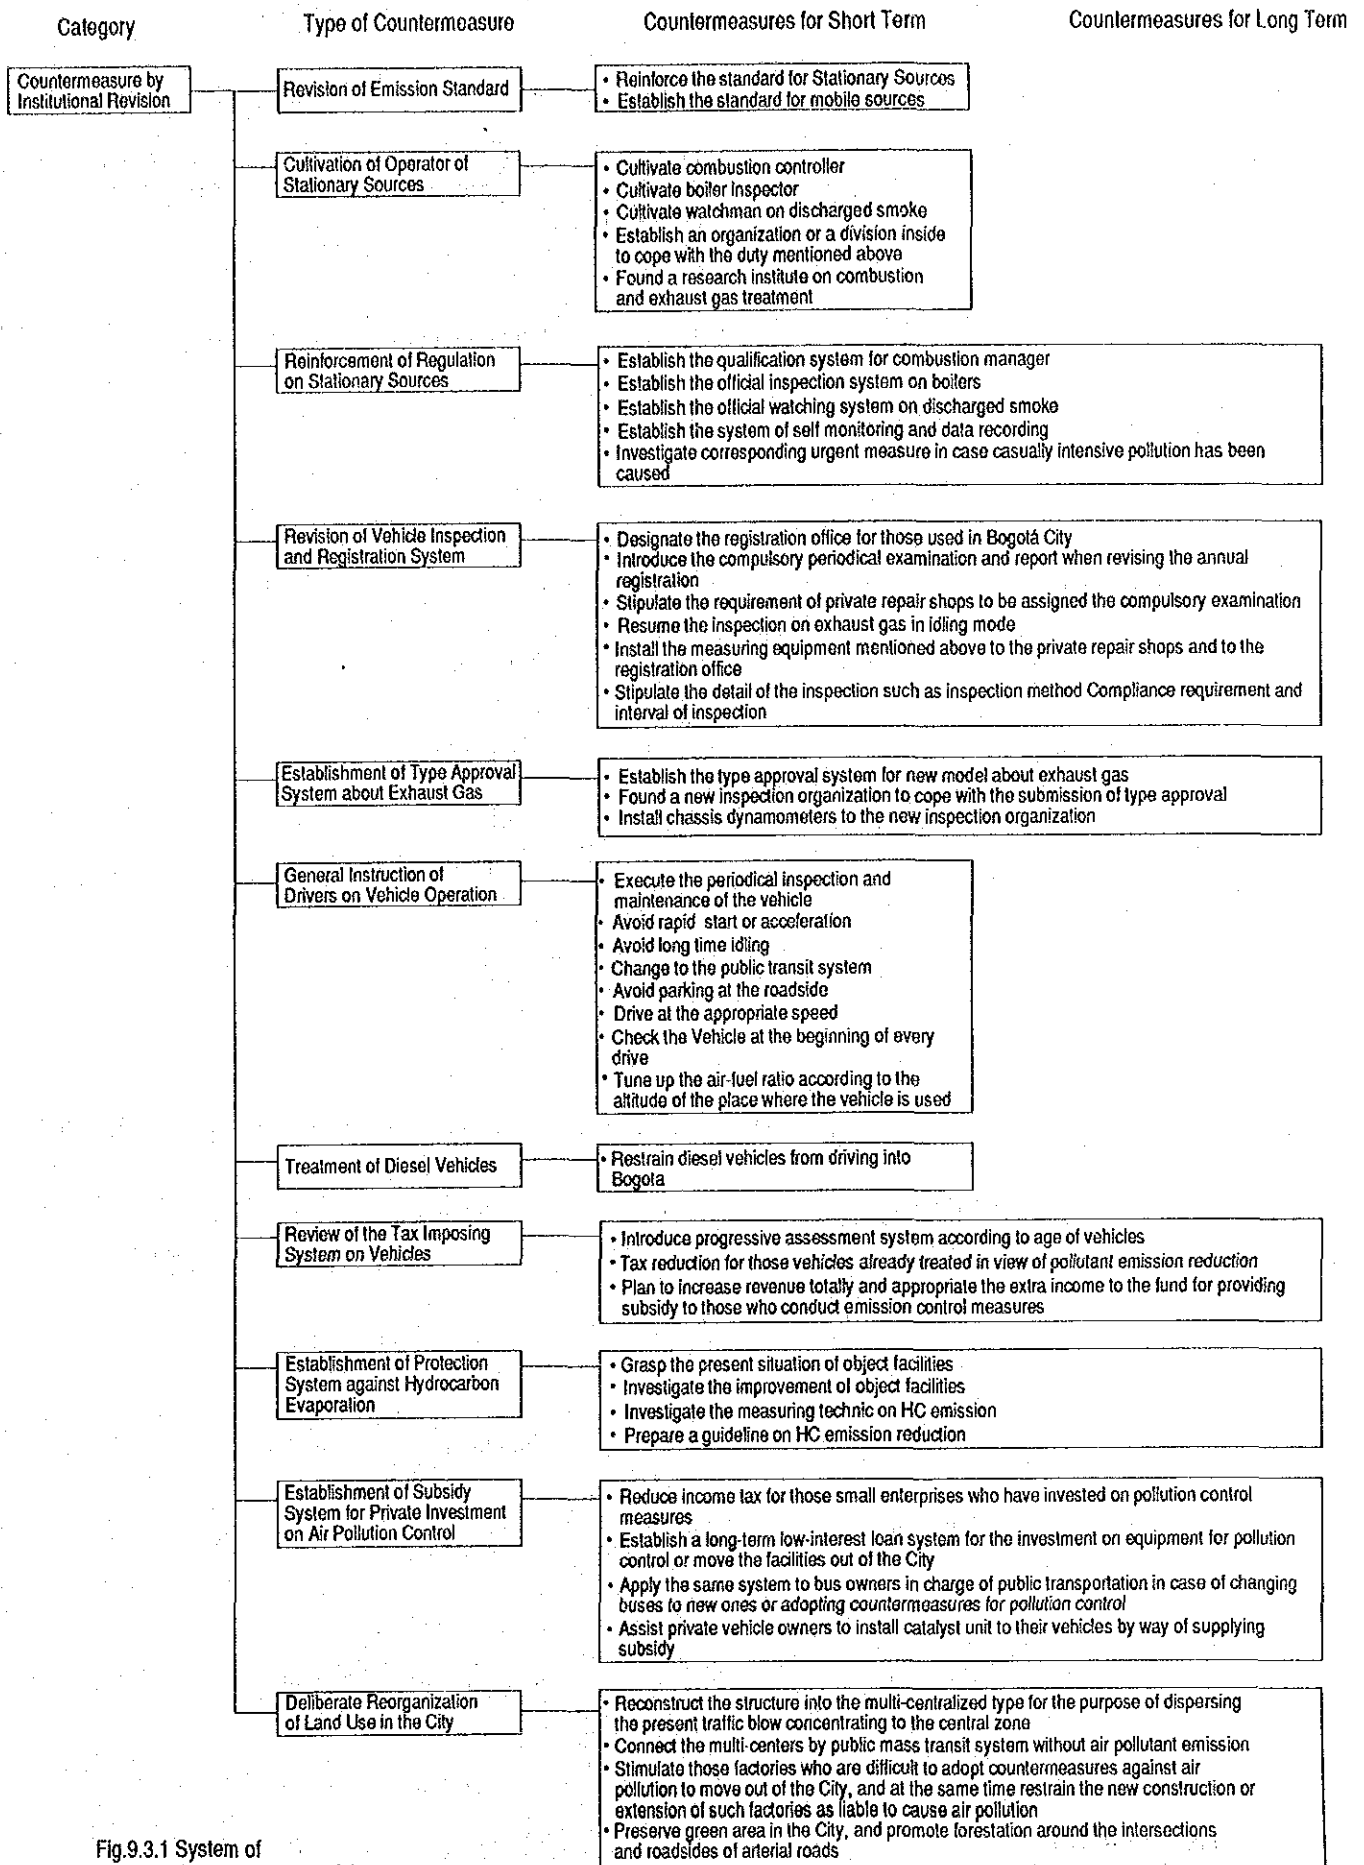 Category
Type of Countermeasure
Countermeasures for Short Term
Countermeasures for Long Term
Countermeasure by
Institutional Revision
Revision of Emission Standard
• Reinforce the standard for Stationary Sources
• Establish the standard for mobile sources
Cultivation of Operator of
Stationary Sources
• Cultivate combustion controller
• Cultivate boiler inspector
• Cultivate watchman on discharged smoke
• Establish an organization or a division inside
to cope with the duty mentioned above
• Found a research institute on combustion
and exhaust gas treatment
Reinforcement of Regulation
on Stationary Sources
• Establish the qualification system for combustion manager
• Establish the official inspection system on boilers
• Establish the official watching system on discharged smoke
• Establish the system of self monitoring and data recording
• Investigate corresponding urgent measure in case casually intensive pollution has been
caused
Revision of Vehicle Inspection
and Registration System
• Designate the registration office for those used in Bogotá City
• Introduce the compulsory periodical examination and report when revising the annual
registration
• Stipulate the requirement of private repair shops to be assigned the compulsory examination
• Resume the inspection on exhaust gas in idling mode
• Install the measuring equipment mentioned above to the private repair shops and to the
registration office
• Stipulate the detail of the inspection such as inspection method Compliance requirement and
interval of inspection
Establishment of Type Approval
System about Exhaust Gas
• Establish the type approval system for new model about exhaust gas
• Found a new inspection organization to cope with the submission of type approval
• Install chassis dynamometers to the new inspection organization
General Instruction of
Drivers on Vehicle Operation
• Execute the periodical inspection and
maintenance of the vehicle
• Avoid rapid start or acceleration
• Avoid long time idling
• Change to the public transit system
• Avoid parking at the roadside
• Drive at the appropriate speed
• Check the Vehicle at the beginning of every
drive
• Tune up the air-fuel ratio according to the
altitude of the place where the vehicle is used
Treatment of Diesel Vehicles
• Restrain diesel vehicles from driving into
Bogota
Review of the Tax Imposing
System on Vehicles
• Introduce progressive assessment system according to age of vehicles
• Tax reduction for those vehicles already treated in view of pollutant emission reduction
• Plan to increase revenue totally and appropriate the extra income to the fund for providing
subsidy to those who conduct emission control measures
Establishment of Protection
System against Hydrocarbon
Evaporation
• Grasp the present situation of object facilities
• Investigate the improvement of object facilities
• Investigate the measuring technic on HC emission
• Prepare a guideline on HC emission reduction
Establishment of Subsidy
System for Private Investment
on Air Pollution Control
• Reduce income tax for those small enterprises who have invested on pollution control
measures
• Establish a long-term low-interest loan system for the investment on equipment for pollution
control or move the facilities out of the City
• Apply the same system to bus owners in charge of public transportation in case of changing
buses to new ones or adopting countermeasures for pollution control
• Assist private vehicle owners to install catalyst unit to their vehicles by way of supplying
subsidy
Deliberate Reorganization
of Land Use in the City
• Reconstruct the structure into the multi-centralized type for the purpose of dispersing
the present traffic blow concentrating to the central zone
• Connect the multi-centers by public mass transit system without air pollutant emission
• Stimulate those factories who are difficult to adopt countermeasures against air
pollution to move out of the City, and at the same time restrain the new construction or
extension of such factories as liable to cause air pollution
• Preserve green area in the City, and promote forestation around the intersections
and roadsides of arterial roads
Fig.9.3.1 System of